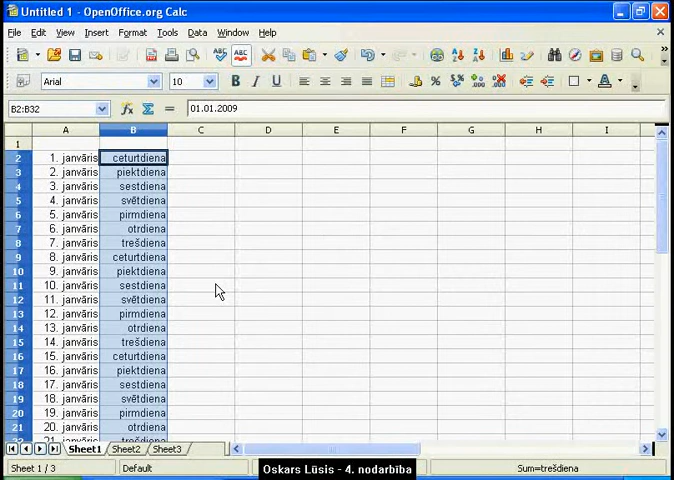 Untitled 1 - OpenOffice.org Calc
File Edit View Insert Format Tools Data Window Help
Arial 10
B2:B32 01.01.2009
A B C D E F G H I
1
2 1. janvāris ceturtdiena
3 2. janvāris piektdiena
4 3. janvāris sestdiena
5 4. janvāris svētdiena
6 5. janvāris pirmdiena
7 6. janvāris otrdiena
8 7. janvāris trešdiena
9 8. janvāris ceturtdiena
10 9. janvāris piektdiena
11 10. janvāris sestdiena
12 11. janvāris svētdiena
13 12. janvāris pirmdiena
14 13. janvāris otrdiena
15 14. janvāris trešdiena
16 15. janvāris ceturtdiena
17 16. janvāris piektdiena
18 17. janvāris sestdiena
19 18. janvāris svētdiena
20 19. janvāris pirmdiena
21 20. janvāris otrdiena
22 21. janvāris trešdiena
Sheet1 Sheet2 Sheet3
Sheet 1 / 3 Default Oskars Lūsis - 4. nodarbība Sum=trešdiena